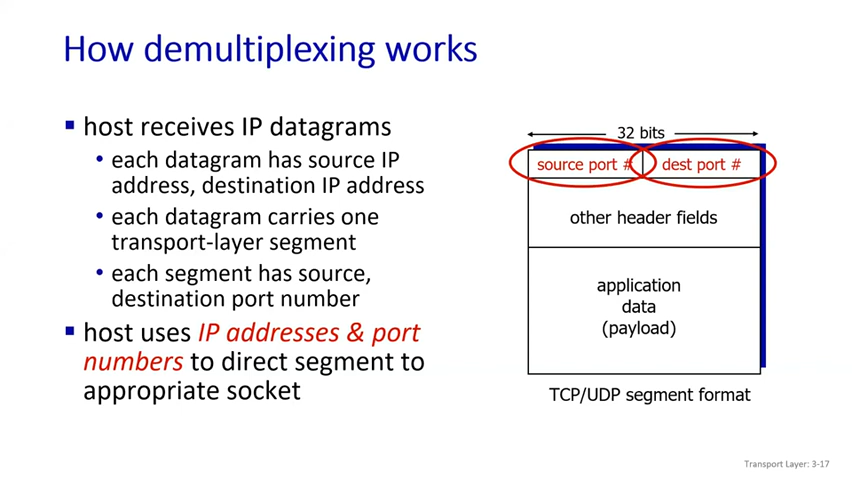 How demultiplexing works
▪ host receives IP datagrams
• each datagram has source IP
address, destination IP address
• each datagram carries one
transport-layer segment
• each segment has source,
destination port number
▪ host uses IP addresses & port
numbers to direct segment to
appropriate socket
32 bits
source port # dest port #
other header fields
application
data
(payload)
TCP/UDP segment format
Transport Layer: 3-17